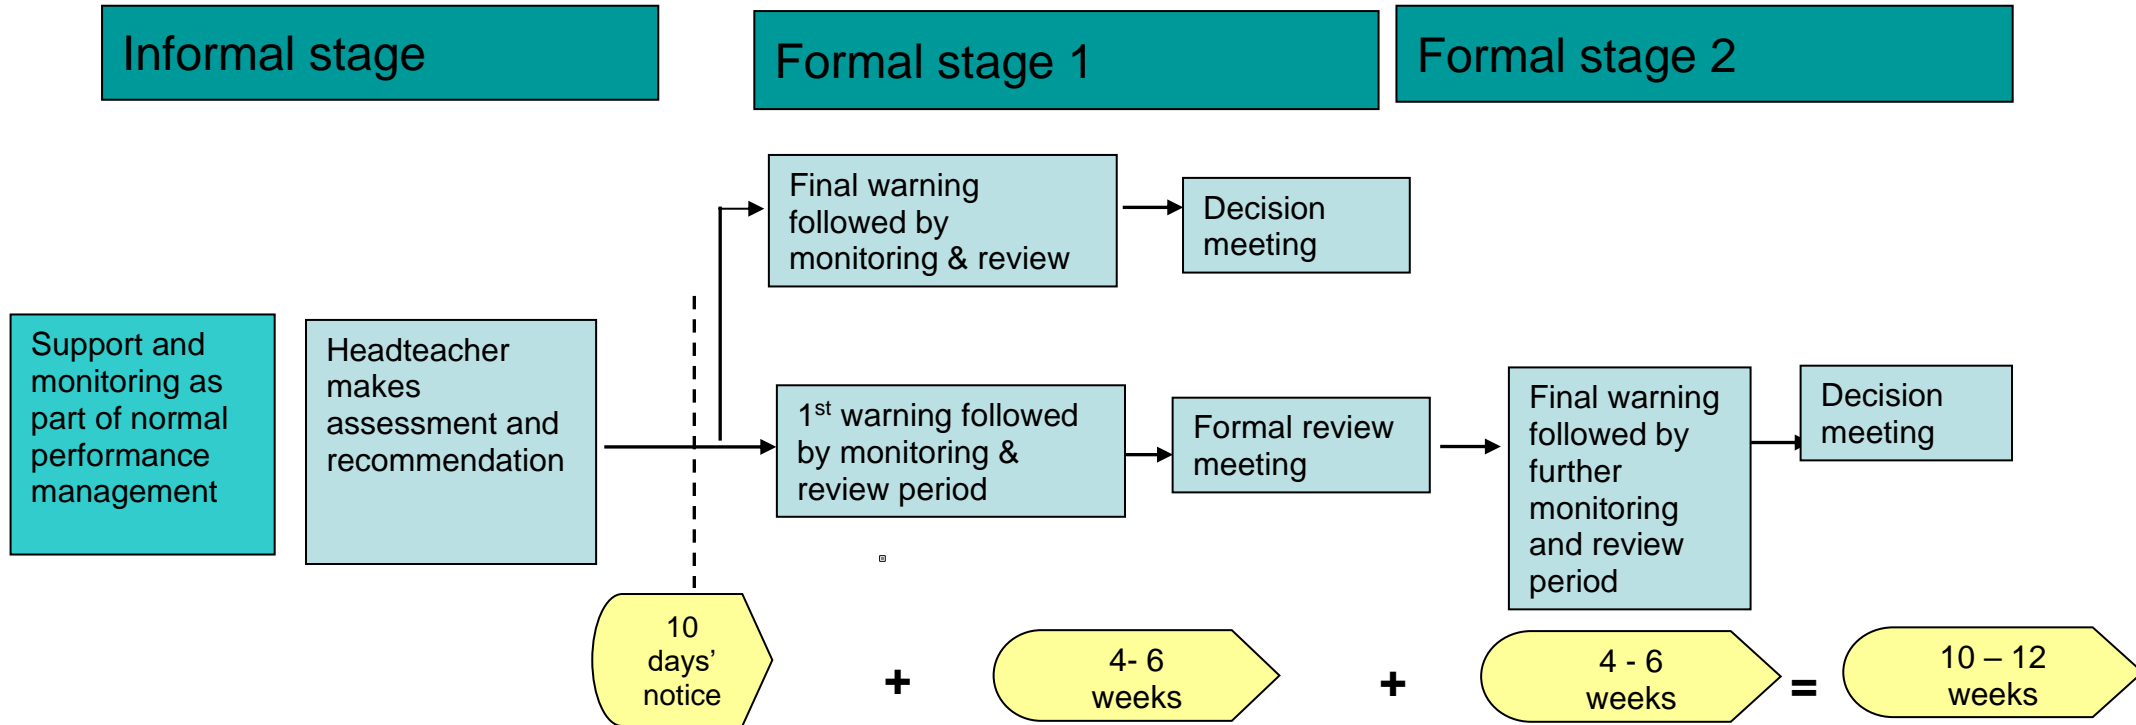 Informal stage
Formal stage 1
Formal stage 2
Final warning
followed by
monitoring & review
Decision
meeting
Support and
monitoring as
part of normal
performance
management
Headteacher
makes
assessment and
recommendation
1st warning followed
by monitoring &
review period
Formal review
meeting
Final warning
followed by
further
monitoring
and review
period
Decision
meeting
10
days’
notice
+
4- 6
weeks
+
4 - 6
weeks
=
10 – 12
weeks